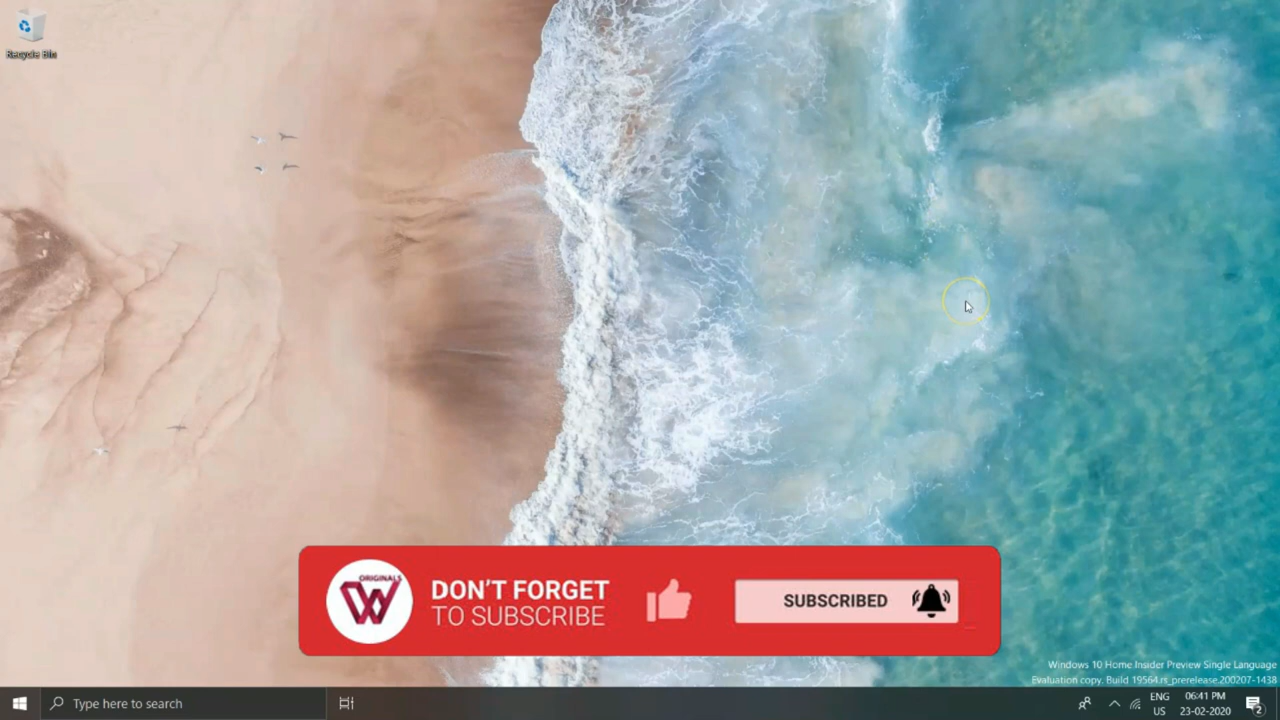 Recycle Bin
ORIGINALS
W
DON'T FORGET
TO SUBSCRIBE
SUBSCRIBED
Windows 10 Home Insider Preview Single Language
Evaluation copy. Build 19564.rs_prerelease.200207-1438
Type here to search
ENG
US
06:41 PM
23-02-2020
2